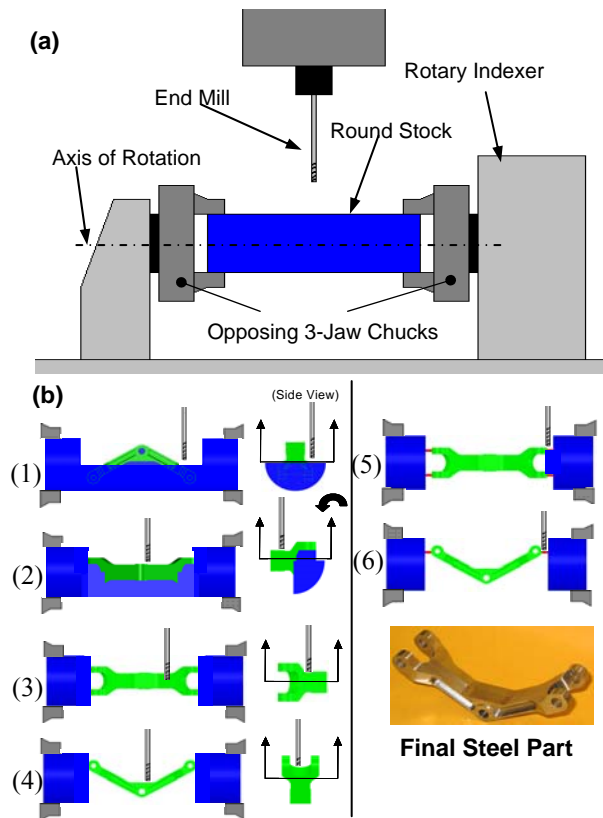 (a)
Rotary Indexer
End Mill
Round Stock
Axis of Rotation
Opposing 3-Jaw Chucks
(b)
(Side View)
(1)
(2)
(3)
(4)
(5)
(6)
Final Steel Part